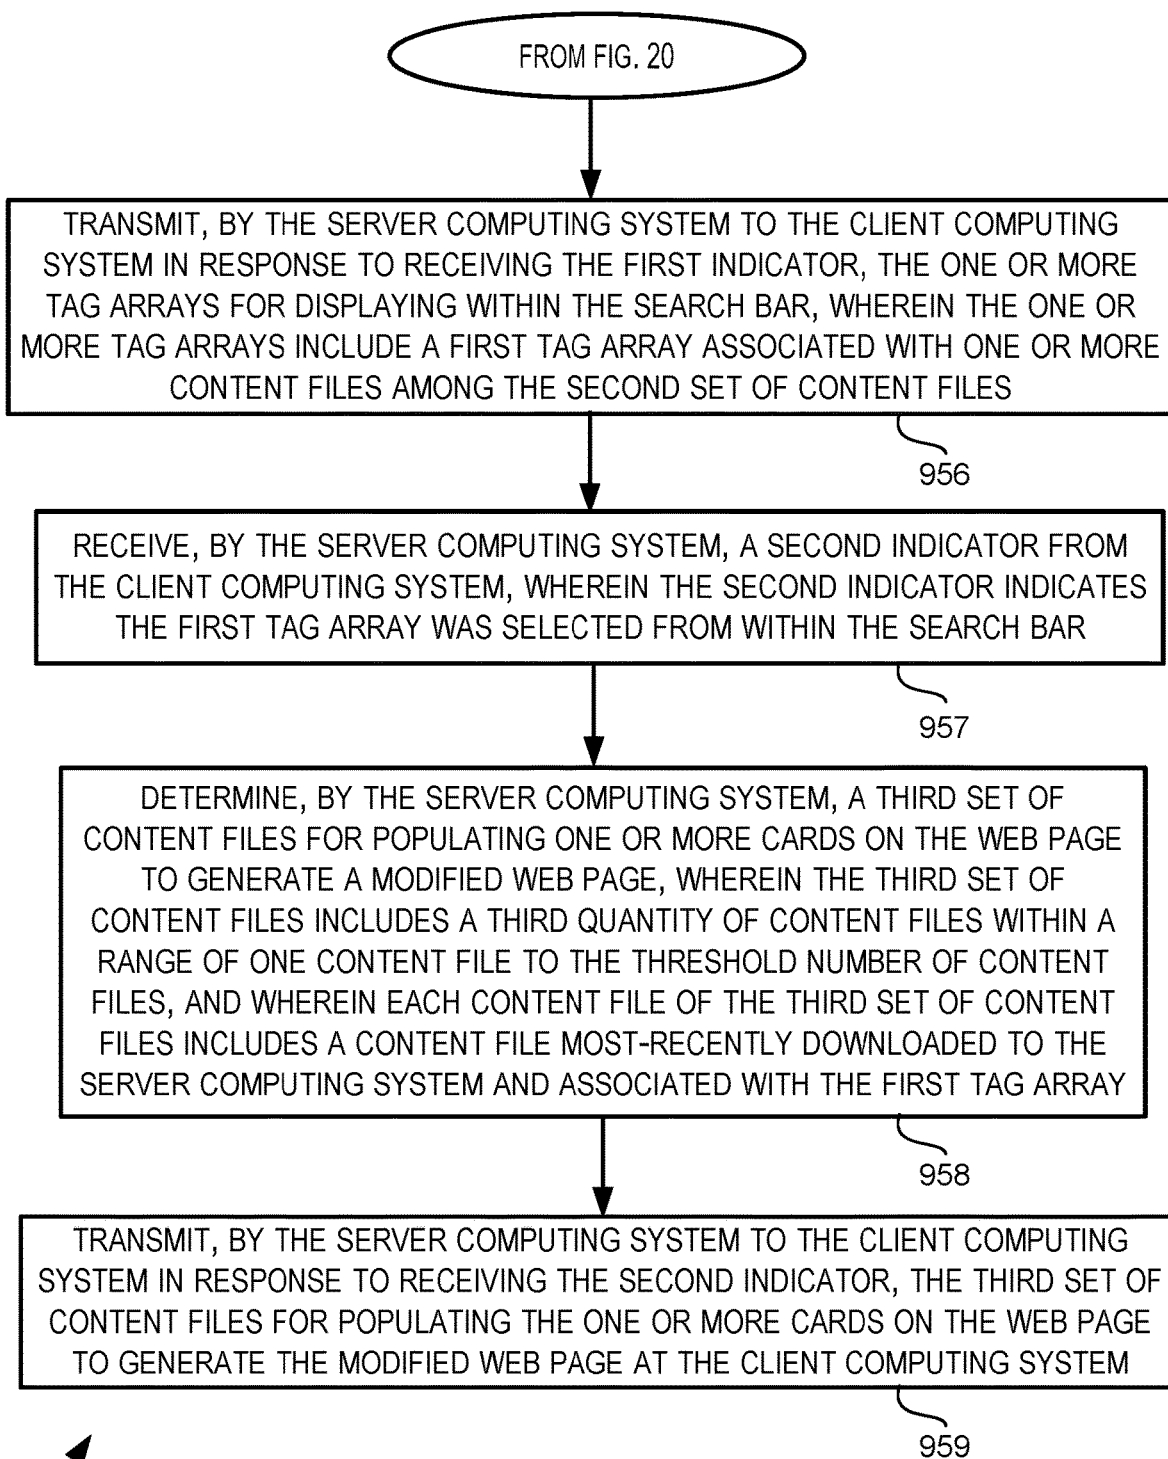 FROM FIG. 20
TRANSMIT, BY THE SERVER COMPUTING SYSTEM TO THE CLIENT COMPUTING
SYSTEM IN RESPONSE TO RECEIVING THE FIRST INDICATOR, THE ONE OR MORE
TAG ARRAYS FOR DISPLAYING WITHIN THE SEARCH BAR, WHEREIN THE ONE OR
MORE TAG ARRAYS INCLUDE A FIRST TAG ARRAY ASSOCIATED WITH ONE OR MORE
CONTENT FILES AMONG THE SECOND SET OF CONTENT FILES
956
RECEIVE, BY THE SERVER COMPUTING SYSTEM, A SECOND INDICATOR FROM
THE CLIENT COMPUTING SYSTEM, WHEREIN THE SECOND INDICATOR INDICATES
THE FIRST TAG ARRAY WAS SELECTED FROM WITHIN THE SEARCH BAR
957
DETERMINE, BY THE SERVER COMPUTING SYSTEM, A THIRD SET OF
CONTENT FILES FOR POPULATING ONE OR MORE CARDS ON THE WEB PAGE
TO GENERATE A MODIFIED WEB PAGE, WHEREIN THE THIRD SET OF
CONTENT FILES INCLUDES A THIRD QUANTITY OF CONTENT FILES WITHIN A
RANGE OF ONE CONTENT FILE TO THE THRESHOLD NUMBER OF CONTENT
FILES, AND WHEREIN EACH CONTENT FILE OF THE THIRD SET OF CONTENT
FILES INCLUDES A CONTENT FILE MOST-RECENTLY DOWNLOADED TO THE
SERVER COMPUTING SYSTEM AND ASSOCIATED WITH THE FIRST TAG ARRAY
958
TRANSMIT, BY THE SERVER COMPUTING SYSTEM TO THE CLIENT COMPUTING
SYSTEM IN RESPONSE TO RECEIVING THE SECOND INDICATOR, THE THIRD SET OF
CONTENT FILES FOR POPULATING THE ONE OR MORE CARDS ON THE WEB PAGE
TO GENERATE THE MODIFIED WEB PAGE AT THE CLIENT COMPUTING SYSTEM
959